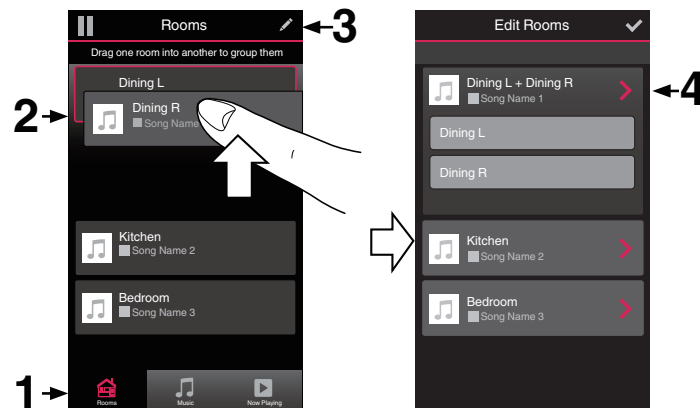 Rooms
3
Drag one room into another to group them
Dining L
2
Dining R
Song Name
Kitchen
Song Name 2
Bedroom
Song Name 3
1
Rooms
Music
Now Playing
Edit Rooms
Dining L + Dining R
Song Name 1
4
Dining L
Dining R
Kitchen
Song Name 2
Bedroom
Song Name 3